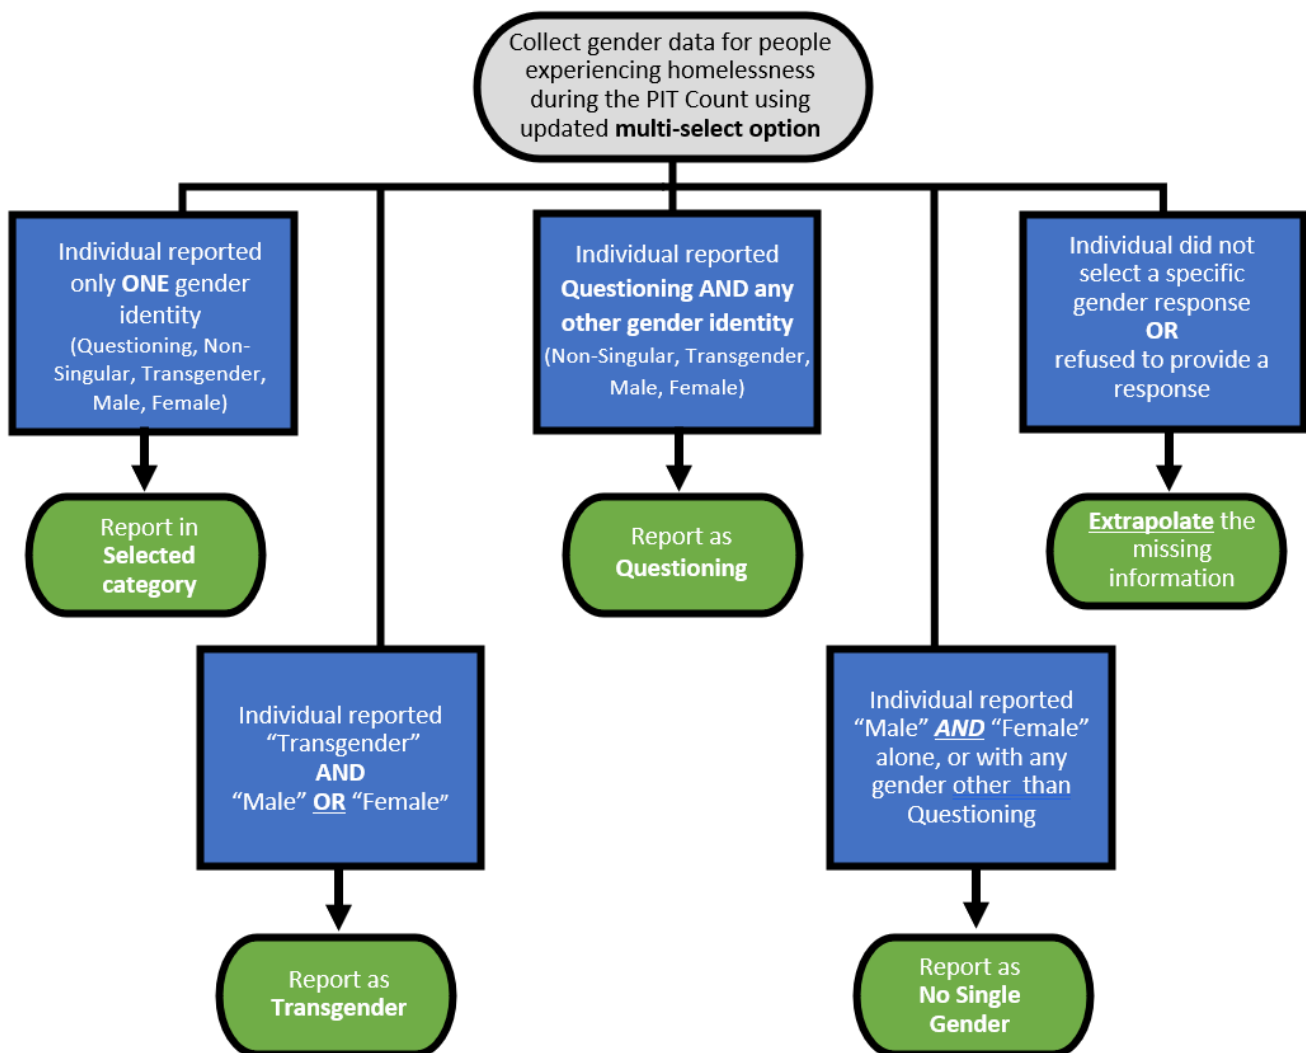 Collect gender data for people
experiencing homelessness
during the PIT Count using
updated multi-select option
Individual reported
only ONE gender
identity
(Questioning, Non-
Singular, Transgender,
Male, Female)
Individual reported
Questioning AND any
other gender identity
(Non-Singular, Transgender,
Male, Female)
Individual did not
select a specific
gender response
OR
refused to provide a
response
Report in
Selected
category
Report as
Questioning
Extrapolate the
missing
information
Individual reported
“Transgender”
AND
“Male” OR “Female”
Individual reported
“Male” AND “Female”
alone, or with any
gender other than
Questioning
Report as
Transgender
Report as
No Single
Gender